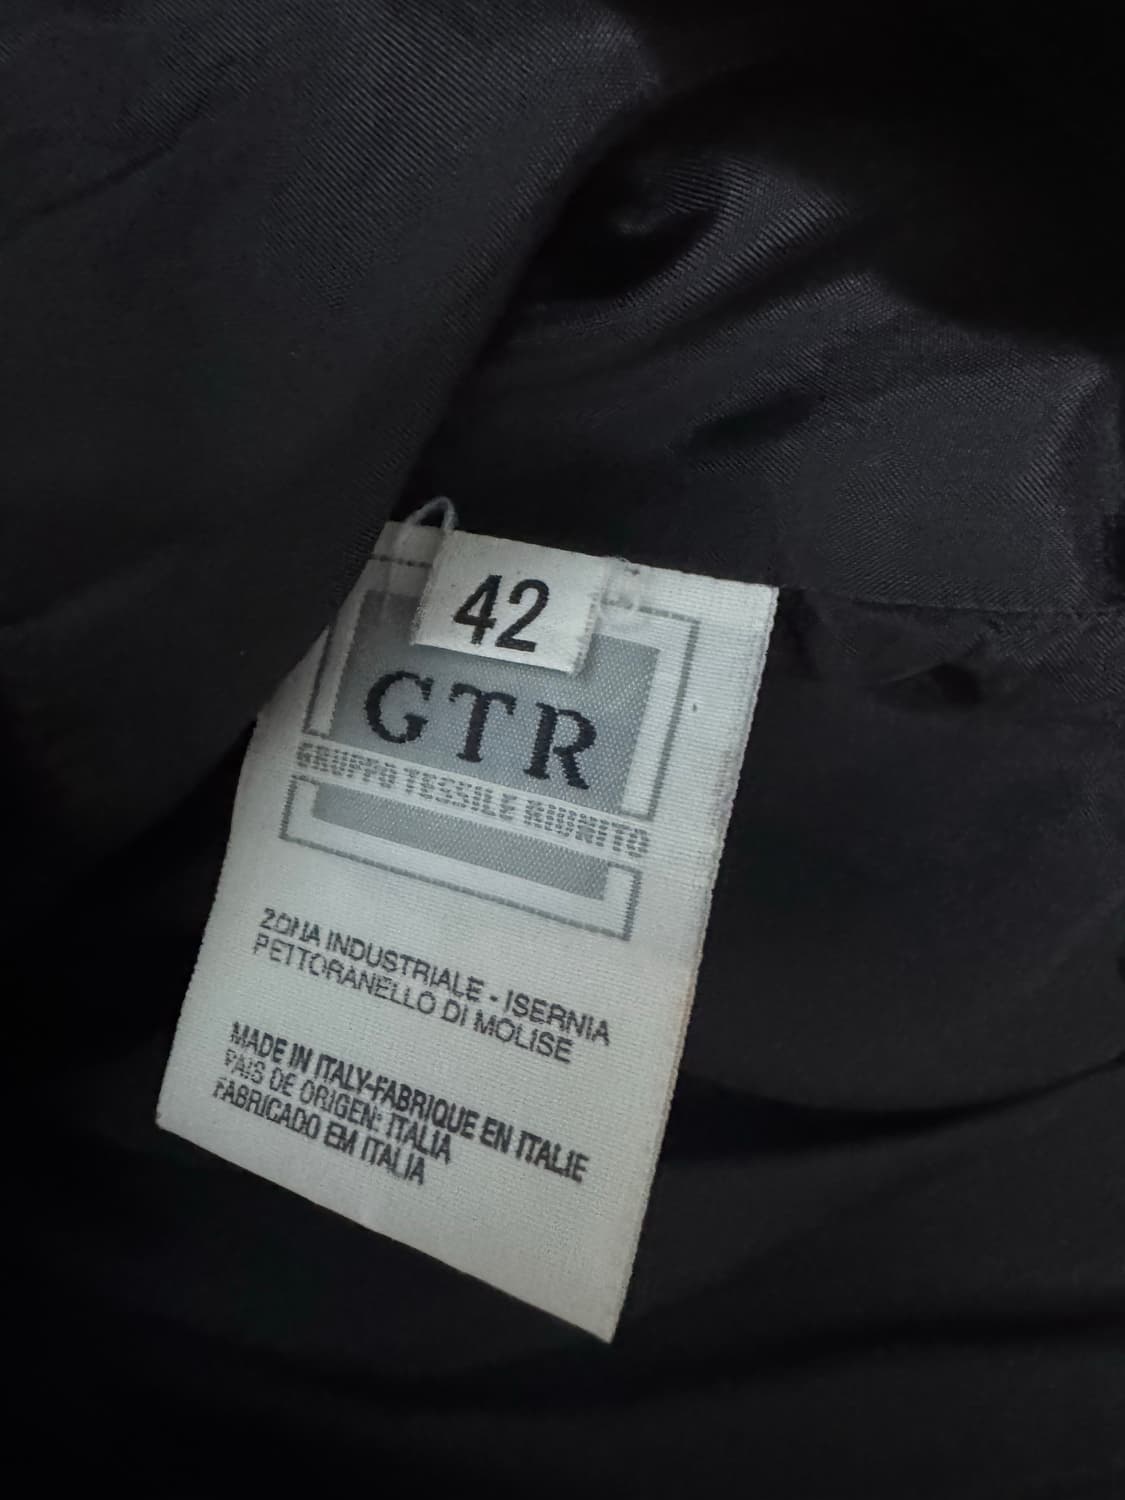 42
GTR
GRUPPO TESSILE RIUNITO
ZONA INDUSTRIALE - ISERNIA
PETTORANELLO DI MOLISE
MADE IN ITALY-FABRIQUE EN ITALIE
PAIS DE ORIGEN: ITALIA
FABRICADO EM ITALIA